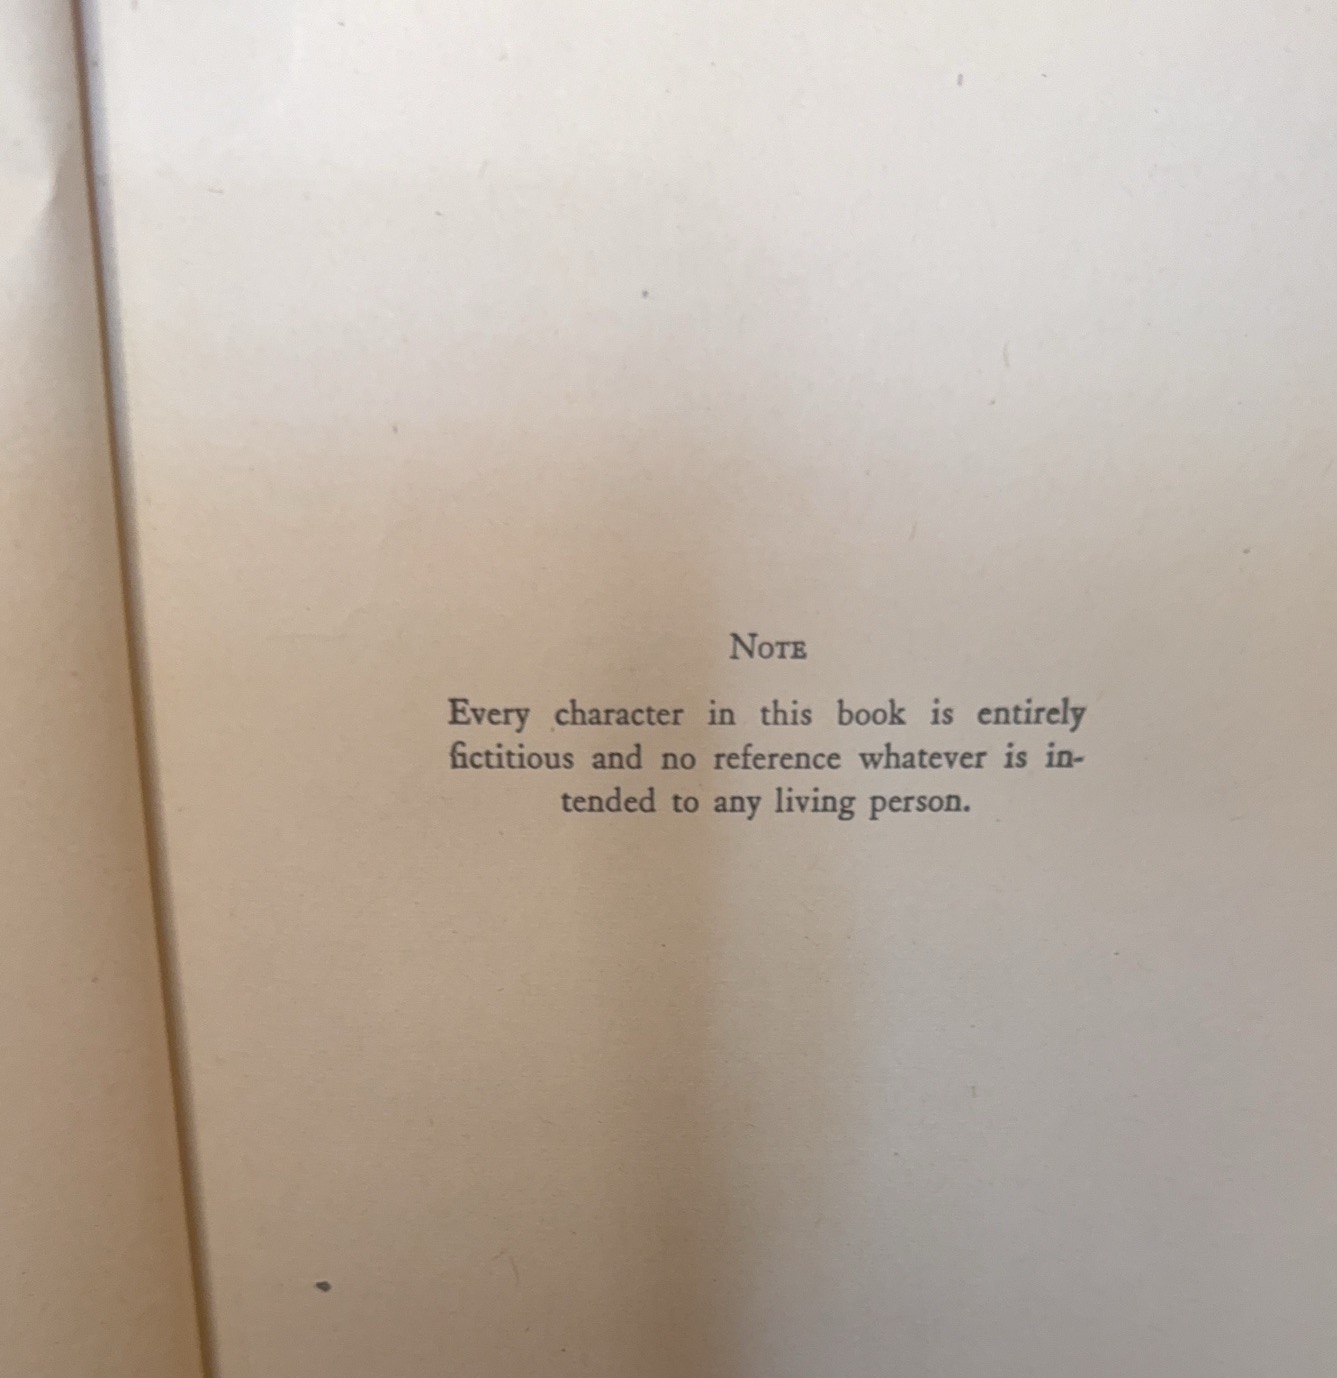 Note
Every character in this book is entirely
fictitious and no reference whatever is in-
tended to any living person.